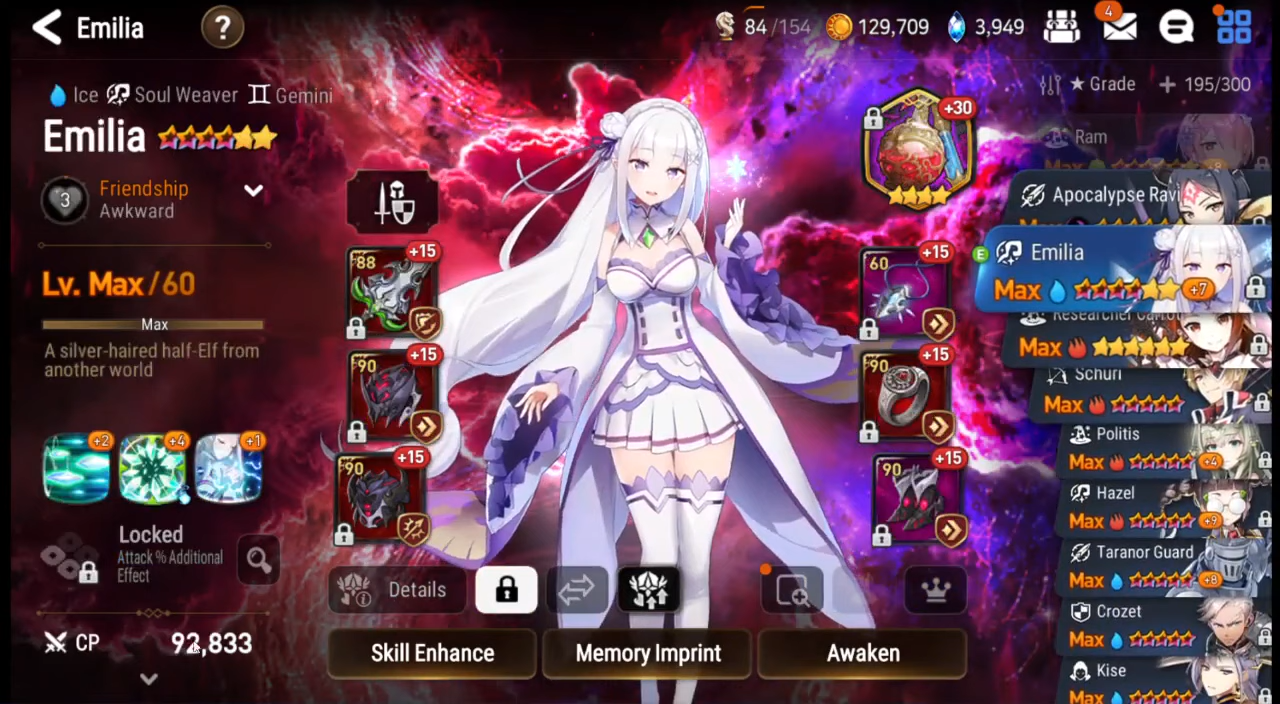 Emilia
?
84/154
129,709
3,949
4
Ice Soul Weaver Gemini
Emilia
3
Friendship
Awkward
Lv. Max/60
Max
A silver-haired half-Elf from
another world
+2
+4
+1
Locked
Attack % Additional
Effect
CP 92,833
88 +15
90 +15
90 +15
+30
60 +15
90 +15
90 +15
Details
Skill Enhance
Memory Imprint
Awaken
Grade
195/300
Ram
Max
Apocalypse Ravi
E
Emilia
Max +7
Researcher Carrot
Max
Schuri
Max
Politis
Max +4
Hazel
Max +9
Taranor Guard
Max +8
Crozet
Max
Kise
Max